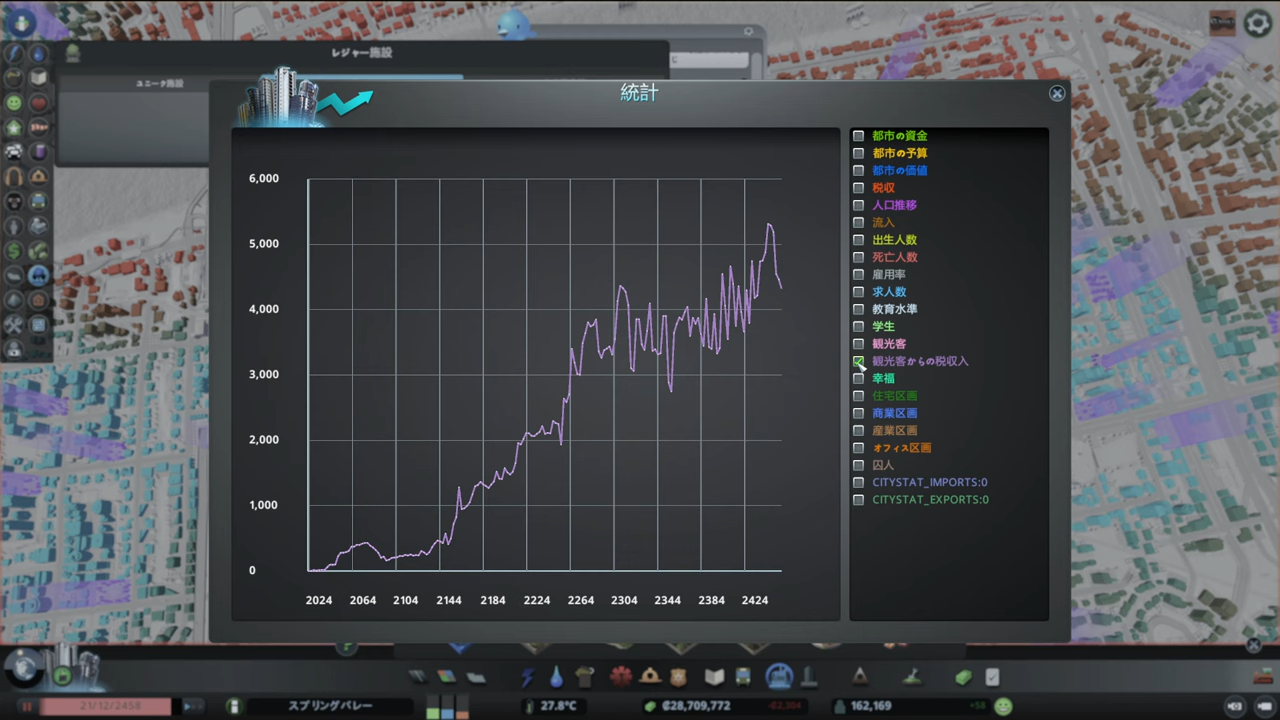 レジャー施設
ユニーク施設
統計
6,000
5,000
4,000
3,000
2,000
1,000
0
2024 2064 2104 2144 2184 2224 2264 2304 2344 2384 2424
都市の資金
都市の予算
都市の価値
税収
人口推移
流入
出生人数
死亡人数
雇用率
求人数
教育水準
学生
観光客
観光客からの税収入
幸福
住宅区画
商業区画
産業区画
オフィス区画
囚人
CITYSTAT_IMPORTS:0
CITYSTAT_EXPORTS:0
21/12/2458
スプリングバレー
27.8°C
₡28,709,772
-₡2,304
162,169
+58